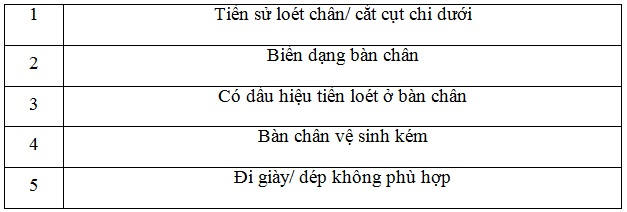 1 Tiền sử loét chân/ cắt cụt chi dưới
2 Biến dạng bàn chân
3 Có dấu hiệu tiền loét ở bàn chân
4 Bàn chân vệ sinh kém
5 Đi giày/ dép không phù hợp